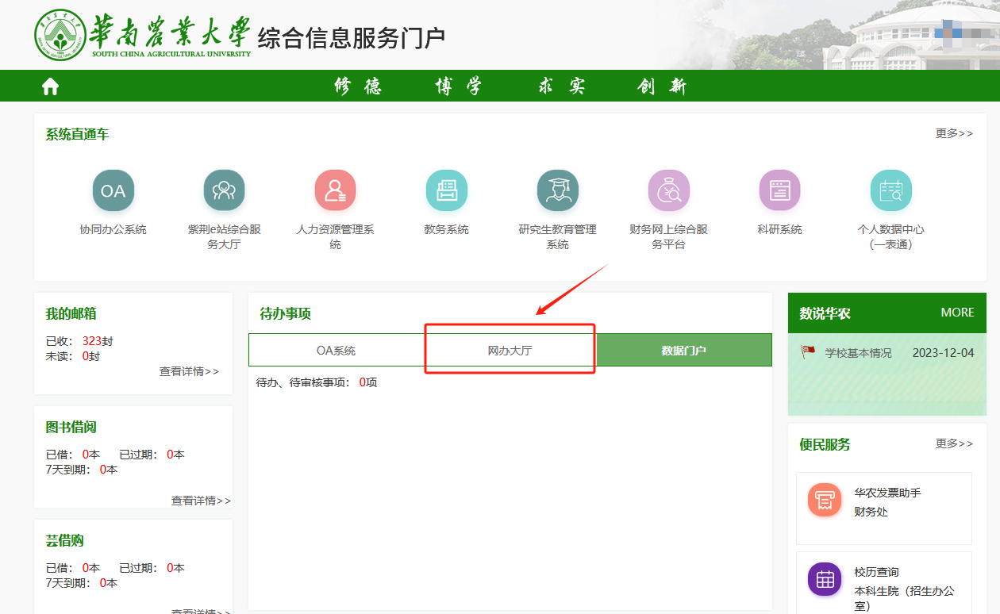 華南農業大學
SOUTH CHINA AGRICULTURAL UNIVERSITY
综合信息服务门户
修德 博学 求实 创新
系统直通车
更多>>
OA
协同办公系统
紫荆e站综合服
务大厅
人力资源管理系
统
教务系统
研究生教育管理
系统
财务网上综合服
务平台
科研系统
个人数据中心
（一表通）
我的邮箱
已收： 323封
未读： 0封
查看详情>>
图书借阅
已借： 0本 已过期： 0本
7天到期： 0本
查看详情>>
芸借购
已借： 0本 已过期： 0本
7天到期： 0本
查看详情>>
待办事项
OA系统 网办大厅 数据门户
待办、待审核事项： 0项
数说华农 MORE
学校基本情况 2023-12-04
便民服务 更多>>
华农发票助手
财务处
校历查询
本科生院（招生办公
室）